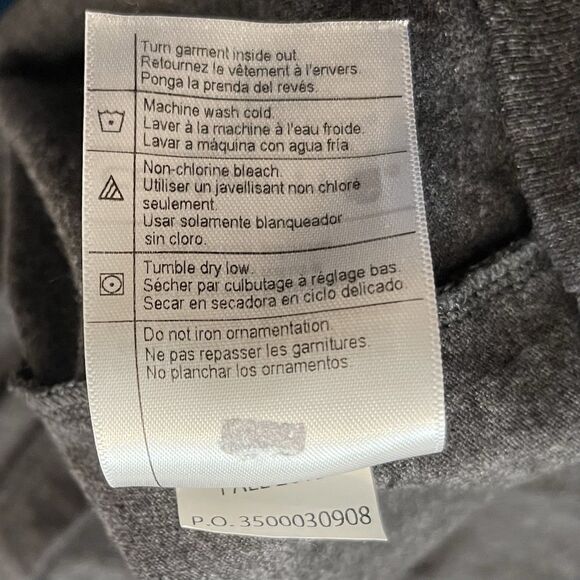 Turn garment inside out.
Retournez le vêtement à l'envers.
Ponga la prenda del revés.
Machine wash cold.
Laver à la machine à l'eau froide.
Lavar a máquina con agua fría
Non-chlorine bleach.
Utiliser un javellisant non chloré
seulement.
Usar solamente blanqueador
sin cloro.
Tumble dry low.
Sécher par culbutage à réglage bas.
Secar en secadora en ciclo delicado.
Do not iron ornamentation.
Ne pas repasser les garnitures.
No planchar los ornamentos.
P.O. 3500030908